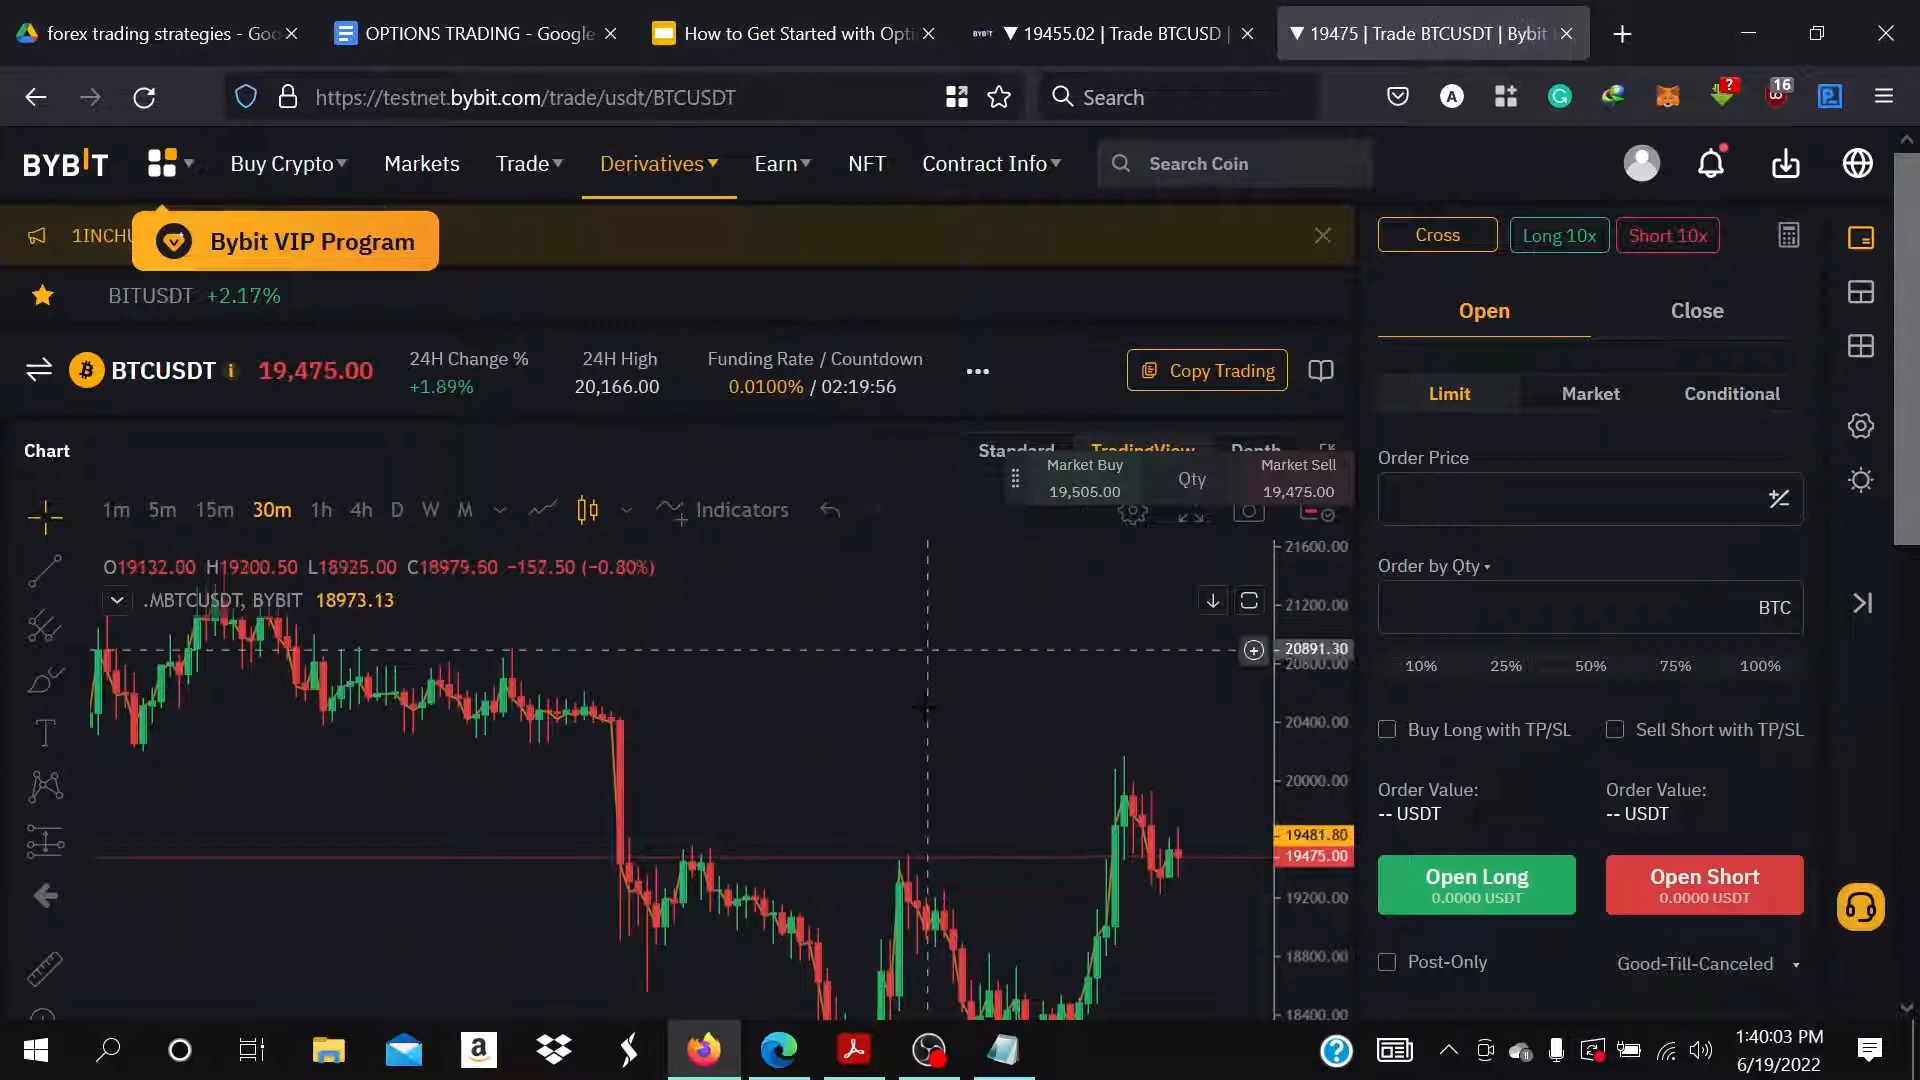 forex trading strategies - Goo
OPTIONS TRADING - Google
How to Get Started with Opti
BYBIT ▼ 19455.02 | Trade BTCUSD |
▼ 19475 | Trade BTCUSDT | Bybit
https://testnet.bybit.com/trade/usdt/BTCUSDT
Search
A
?
16
BYBIT
Buy Crypto
Markets
Trade
Derivatives
Earn
NFT
Contract Info
Search Coin
1INCHU
Bybit VIP Program
BITUSDT +2.17%
BTCUSDT
19,475.00
24H Change %
+1.89%
24H High
20,166.00
Funding Rate / Countdown
0.0100% / 02:19:56
Copy Trading
Chart
Standard
TradingView
Depth
Market Buy
19,505.00
Qty
Market Sell
19,475.00
1m 5m 15m 30m 1h 4h D W M
Indicators
O19132.00 H19200.50 L18925.00 C18979.60 −152.50 (−0.80%)
.MBTCUSDT, BYBIT 18973.13
21600.00
21200.00
20891.30
20800.00
20400.00
20000.00
19481.80
19475.00
19200.00
18800.00
18400.00
Cross
Long 10x
Short 10x
Open
Close
Limit
Market
Conditional
Order Price
Order by Qty
BTC
10% 25% 50% 75% 100%
Buy Long with TP/SL
Sell Short with TP/SL
Order Value:
-- USDT
Order Value:
-- USDT
Open Long
0.0000 USDT
Open Short
0.0000 USDT
Post-Only
Good-Till-Canceled
1:40:03 PM
6/19/2022